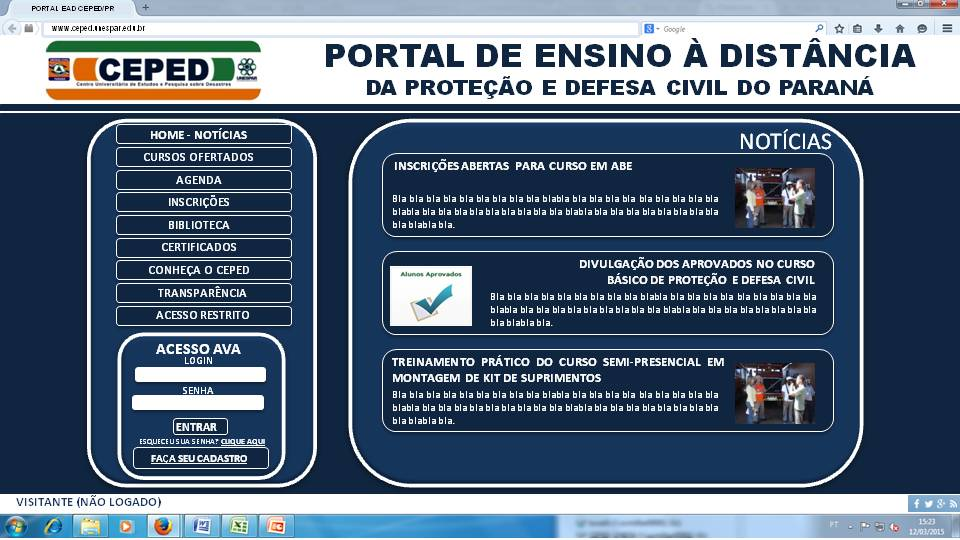 PORTAL EAD CEPED/PR
www.ceped.unespar.edu.br
Google
CEPED
UNESPAR
Centro Universitário de Estudos e Pesquisa sobre Desastres
PORTAL DE ENSINO À DISTÂNCIA
DA PROTEÇÃO E DEFESA CIVIL DO PARANÁ
HOME - NOTÍCIAS
CURSOS OFERTADOS
AGENDA
INSCRIÇÕES
BIBLIOTECA
CERTIFICADOS
CONHEÇA O CEPED
TRANSPARÊNCIA
ACESSO RESTRITO
ACESSO AVA
LOGIN
SENHA
ENTRAR
ESQUECEU SUA SENHA? CLIQUE AQUI
FAÇA SEU CADASTRO
NOTÍCIAS
INSCRIÇÕES ABERTAS PARA CURSO EM ABE
Bla bla bla bla bla bla bla bla bla blabla bla bla bla bla bla bla bla bla bla
blabla bla bla bla bla bla bla bla bla bla blabla bla bla bla bla bla bla bla bla
bla blabla bla.
Alunos Aprovados
DIVULGAÇÃO DOS APROVADOS NO CURSO
BÁSICO DE PROTEÇÃO E DEFESA CIVIL
Bla bla bla bla bla bla bla bla bla blabla bla bla bla bla bla bla bla bla bla
blabla bla bla bla bla bla bla bla bla bla blabla bla bla bla bla bla bla bla bla
bla blabla bla.
TREINAMENTO PRÁTICO DO CURSO SEMI-PRESENCIAL EM
MONTAGEM DE KIT DE SUPRIMENTOS
Bla bla bla bla bla bla bla bla bla blabla bla bla bla bla bla bla bla bla bla
blabla bla bla bla bla bla bla bla bla bla blabla bla bla bla bla bla bla bla bla
bla blabla bla.
VISITANTE (NÃO LOGADO)
PT
15:23
12/03/2015